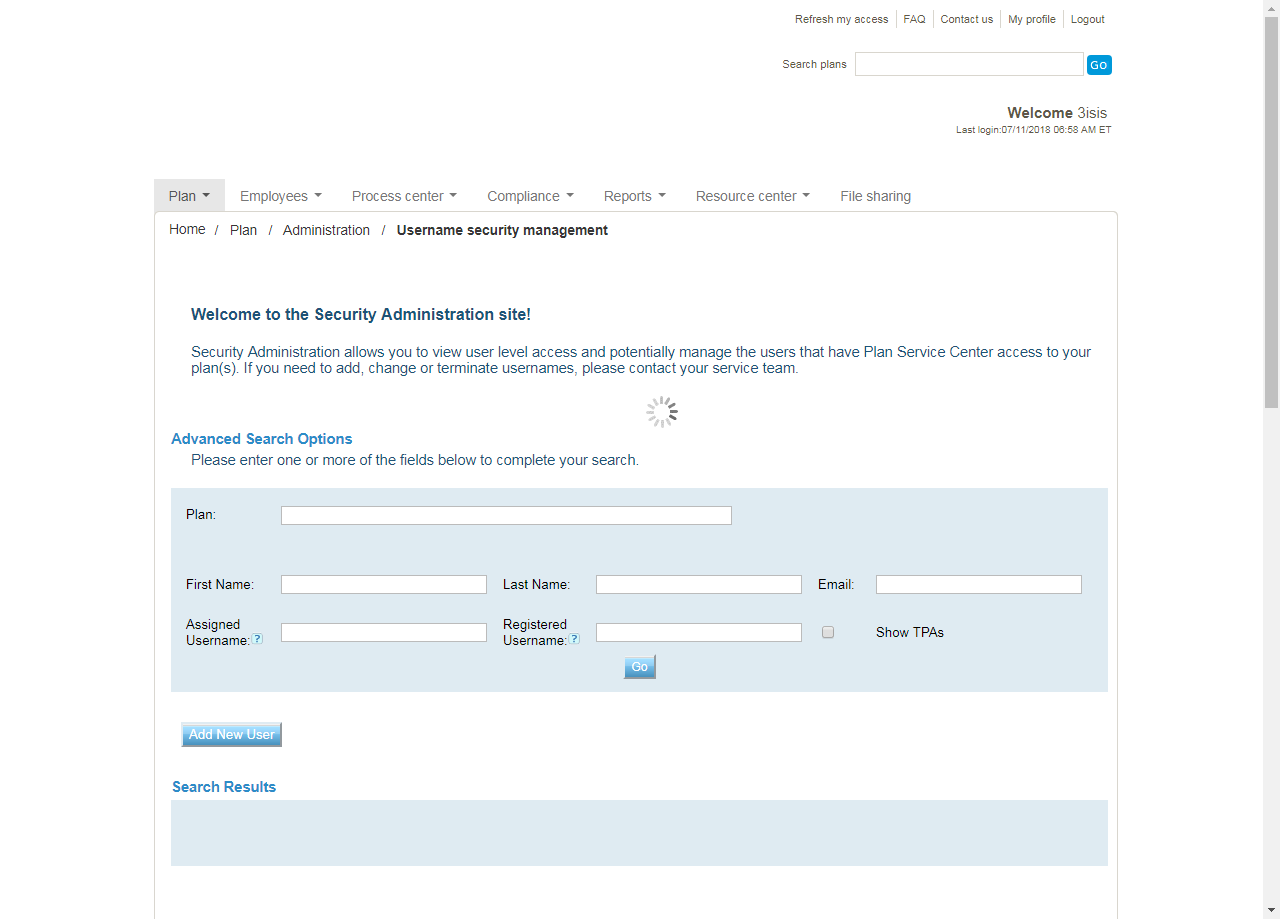 Refresh my access FAQ Contact us My profile Logout
Search plans Go
Welcome 3isis
Last login:07/11/2018 06:58 AM ET
Plan Employees Process center Compliance Reports Resource center File sharing
Home / Plan / Administration / Username security management
Welcome to the Security Administration site!
Security Administration allows you to view user level access and potentially manage the users that have Plan Service Center access to your
plan(s). If you need to add, change or terminate usernames, please contact your service team.
Advanced Search Options
Please enter one or more of the fields below to complete your search.
Plan:
First Name: Last Name: Email:
Assigned Username:? Registered Username:? Show TPAs
Go
Add New User
Search Results